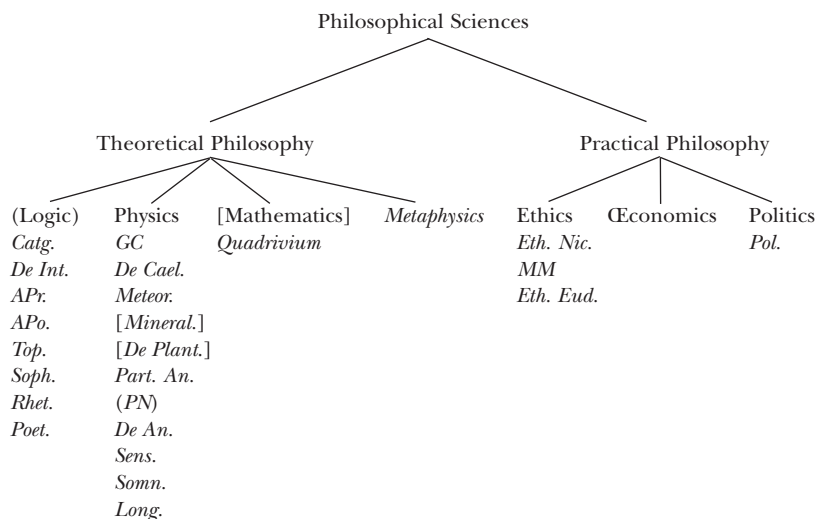 Philosophical Sciences
Theoretical Philosophy Practical Philosophy
(Logic) Physics [Mathematics] Metaphysics Ethics Œconomics Politics
Catg. GC Quadrivium Eth. Nic. Pol.
De Int. De Cael. MM
APr. Meteor. Eth. Eud.
APo. [Mineral.]
Top. [De Plant.]
Soph. Part. An.
Rhet. (PN)
Poet. De An.
Sens.
Somn.
Long.